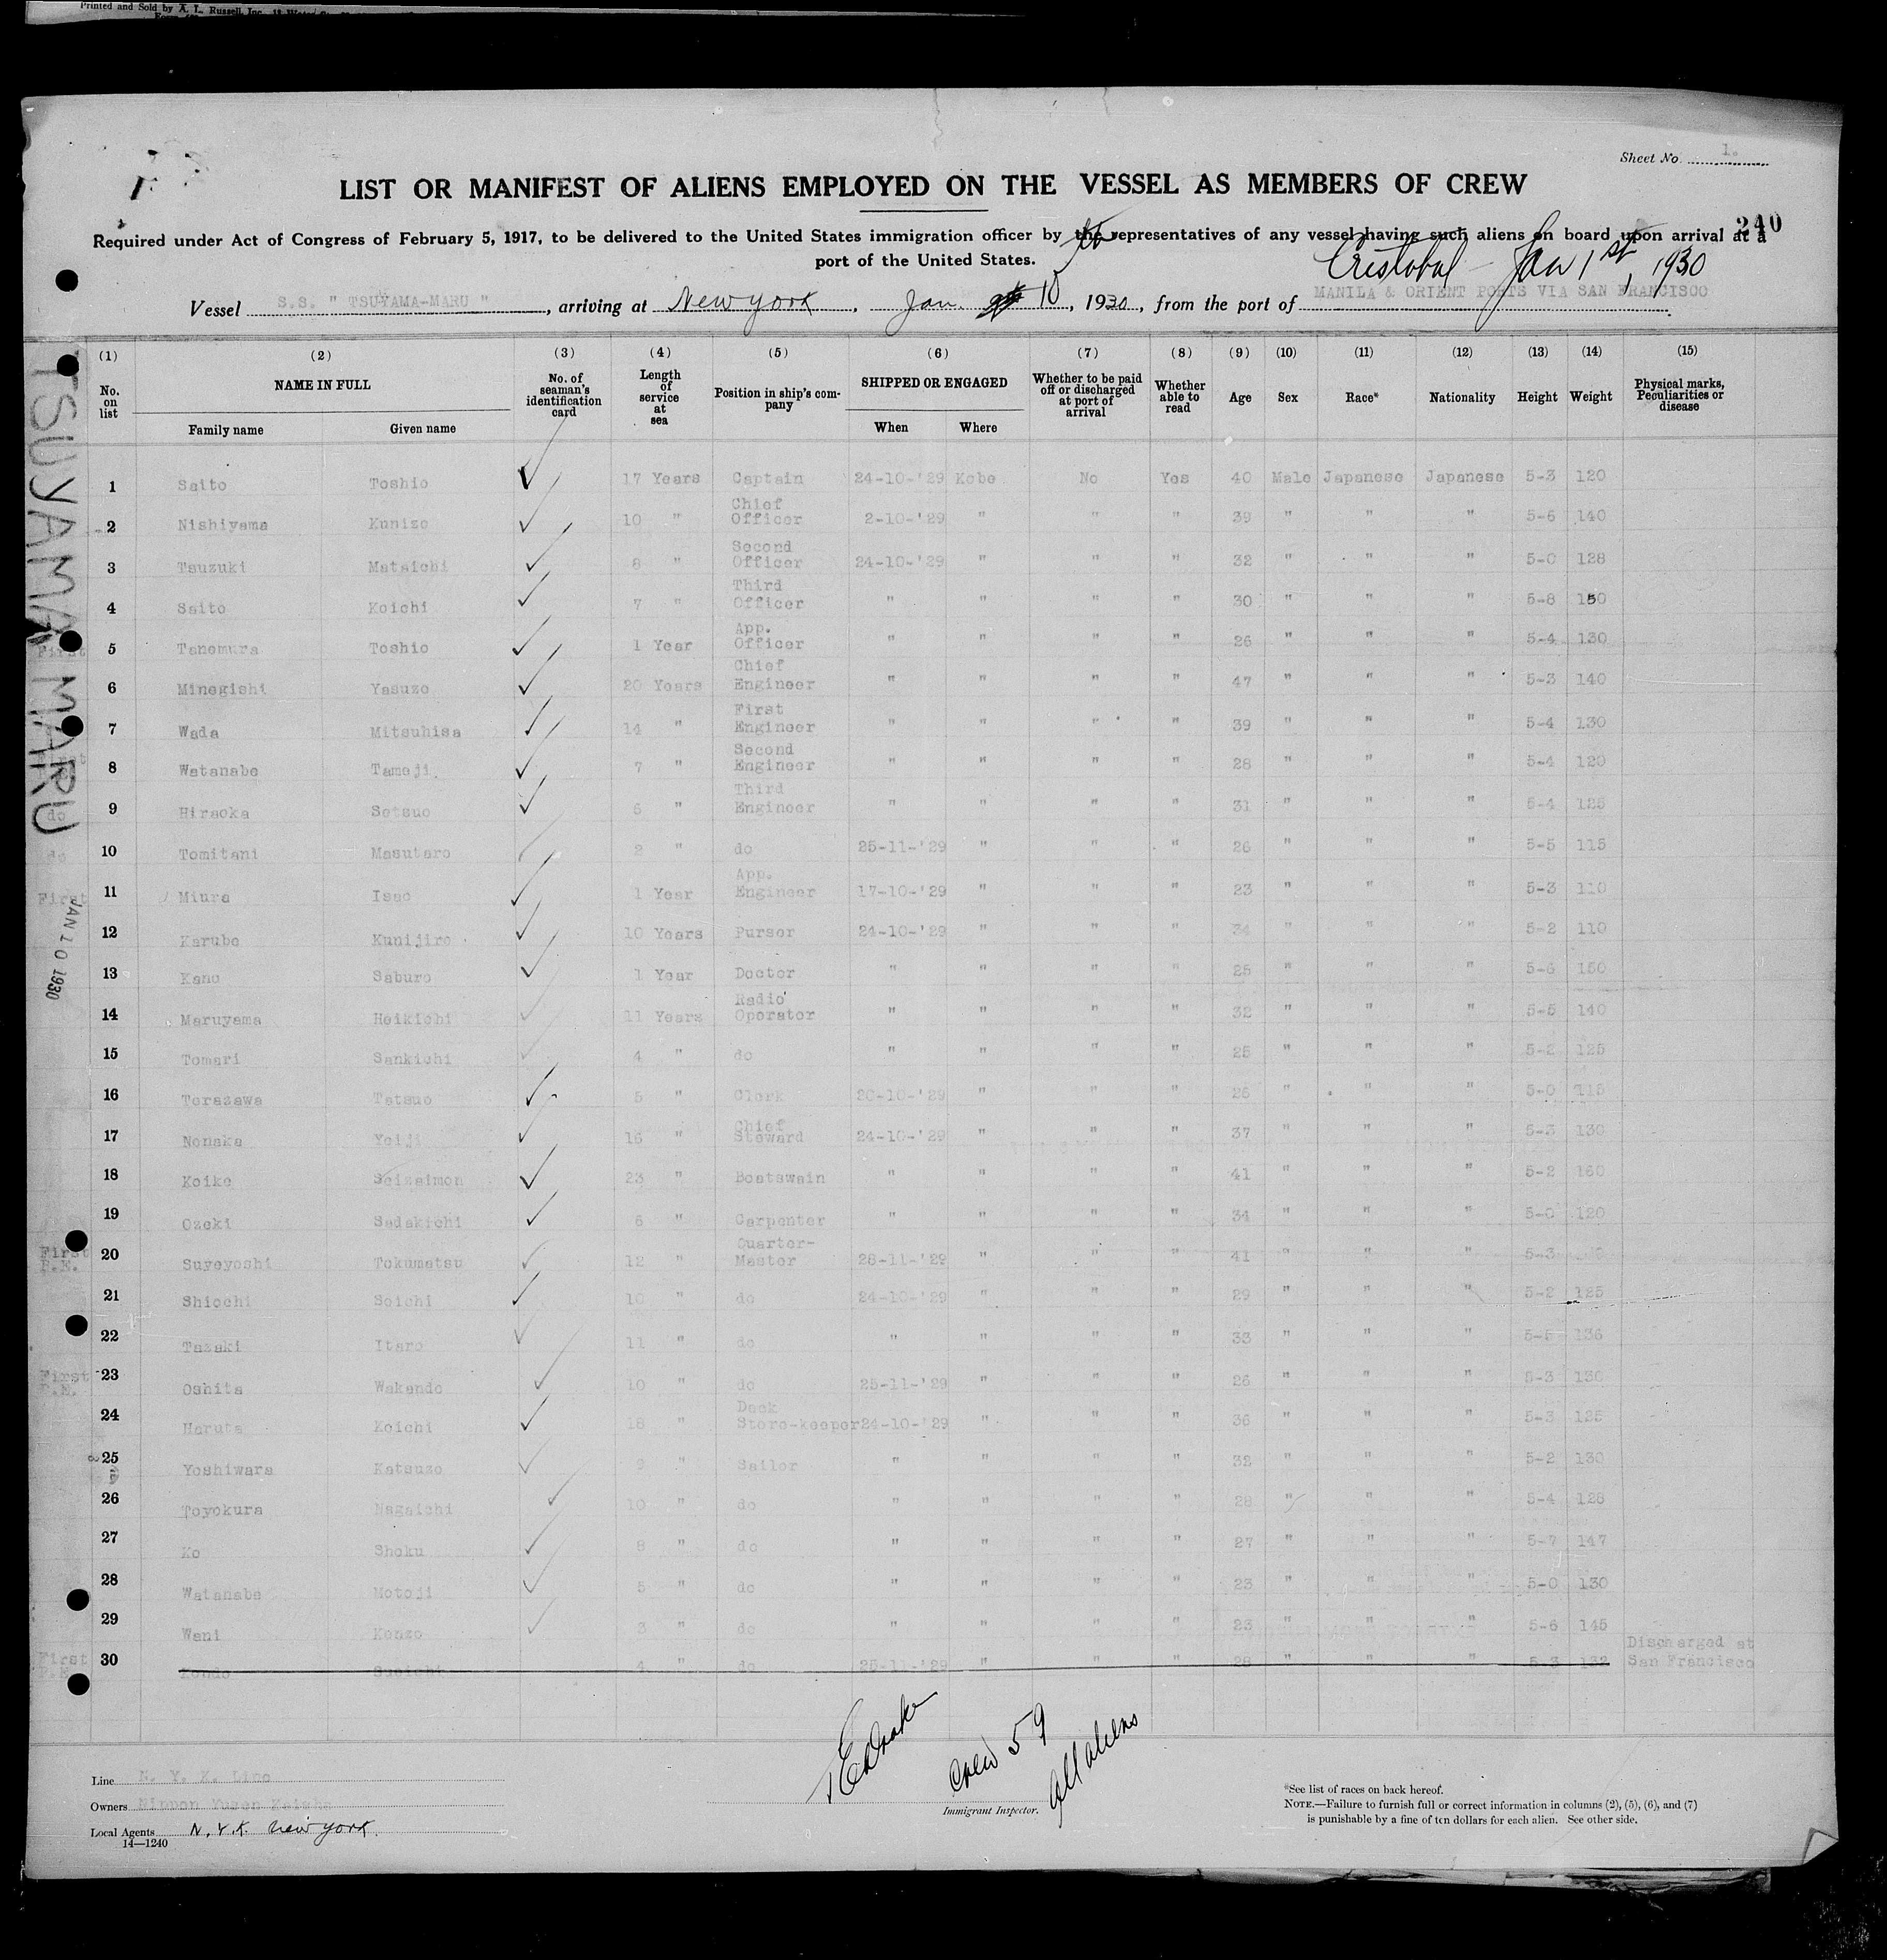 Printed and Sold by A. L. Russell, Inc.
Sheet No. 1.
LIST OR MANIFEST OF ALIENS EMPLOYED ON THE VESSEL AS MEMBERS OF CREW
240
Required under Act of Congress of February 5, 1917, to be delivered to the United States immigration officer by the representatives of any vessel having such aliens on board upon arrival at a
port of the United States.
Cristobal - Jan 1st, 1930
Vessel S.S. " TSUYAMA-MARU ", arriving at New York, Jan. 10, 1930, from the port of MANILA & ORIENT PORTS VIA SAN FRANCISCO
TSUYAMA MARU
JAN 10 1930
(1) (2) (3) (4) (5) (6) (7) (8) (9) (10) (11) (12) (13) (14) (15)
No. on list NAME IN FULL Family name Given name No. of seaman's identification card Length of service at sea Position in ship's company SHIPPED OR ENGAGED When Where Whether to be paid off or discharged at port of arrival Whether able to read Age Sex Race* Nationality Height Weight Physical marks, Peculiarities or disease
1 Saito Toshio 17 Years Captain 24-10-'29 Kobe No Yes 40 Male Japanese Japanese 5-3 120
2 Nishiyama Kunizo 10 " Chief Officer 2-10-'29 " " " 39 " " " 5-6 140
3 Tsuzuki Mataichi 8 " Second Officer 24-10-'29 " " " 32 " " " 5-0 128
4 Saito Koichi 7 " Third Officer " " " " 30 " " " 5-8 150
First 5 Tanemura Toshio 1 Year App. Officer " " " " 26 " " " 5-4 130
6 Minegishi Yasuzo 20 Years Chief Engineer " " " " 47 " " " 5-3 140
7 Wada Mitsuhisa 14 " First Engineer " " " " 39 " " " 5-4 130
8 Watanabe Tameji 7 " Second Engineer " " " " 28 " " " 5-4 120
do 9 Hiraoka Setsuo 6 " Third Engineer " " " " 31 " " " 5-4 125
do 10 Tomitani Masutaro 2 " do 25-11-'29 " " " 26 " " " 5-5 115
First 11 Miura Isao 1 Year App. Engineer 17-10-'29 " " " 23 " " " 5-3 110
12 Karube Kunijiro 10 Years Purser 24-10-'29 " " " 34 " " " 5-2 110
13 Kano Saburo 1 Year Doctor " " " " 25 " " " 5-6 150
14 Maruyama Heikichi 11 Years Radio Operator " " " " 32 " " " 5-5 140
15 Tomari Sankichi 4 " do " " " " 25 " " " 5-2 125
16 Terazawa Tatsuo 5 " Clerk 20-10-'29 " " " 26 " " " 5-0 115
17 Nonaka Yeiji 16 " Chief Steward 24-10-'29 " " " 37 " " " 5-3 130
18 Koike Seizaimon 23 " Boatswain " " " " 41 " " " 5-2 160
19 Ozeki Sadakichi 6 " Carpenter " " " " 34 " " " 5-0 120
First P.E. 20 Suyeyoshi Tokumatsu 12 " Quarter-Master 28-11-'29 " " " 41 " " " 5-3
21 Shiochi Soichi 10 " do 24-10-'29 " " " 29 " " " 5-2 125
22 Tazaki Itaro 11 " do " " " " 33 " " " 5-5 136
First P.E. 23 Oshita Wakando 10 " do 25-11-'29 " " " 26 " " " 5-3 130
24 Haruta Koichi 18 " Deck Store-keeper 24-10-'29 " " " 36 " " " 5-3 125
25 Yoshiwara Katsuzo 9 " Sailor " " " " 32 " " " 5-2 130
26 Toyokura Nagaichi 10 " do " " " " 28 " " " 5-4 128
27 Ko Shoku 8 " do " " " " 27 " " " 5-7 147
28 Watanabe Motoji 5 " do " " " " 23 " " " 5-0 130
29 Wani Kenzo 3 " do " " " " 23 " " " 5-6 145
First P.E. 30 Kondo Sueichi 4 " do 25-11-'29 " " " 28 " " " 5-3 132 Discharged at San Francisco
Crew 59
All aliens
Immigrant Inspector.
Line N. Y. K. Line
Owners Nippon Yusen Kaisha
Local Agents N.Y.K. New York.
14—1240
*See list of races on back hereof.
NOTE.—Failure to furnish full or correct information in columns (2), (5), (6), and (7)
is punishable by a fine of ten dollars for each alien. See other side.